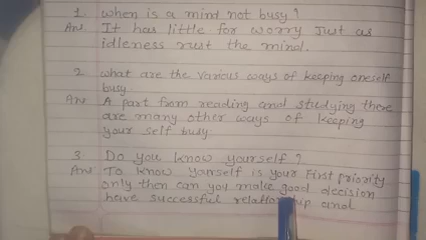 1. when is a mind not busy?
Ans It has little for worry Just as
idleness rust the mind.
2 what are the various ways of keeping oneself
busy
Ans A part from reading and studying there
are many other ways of keeping
your self busy.
3 Do you know yourself ?
Ans To know yourself is your first priority
only then can you make good decision
have successful relationship and